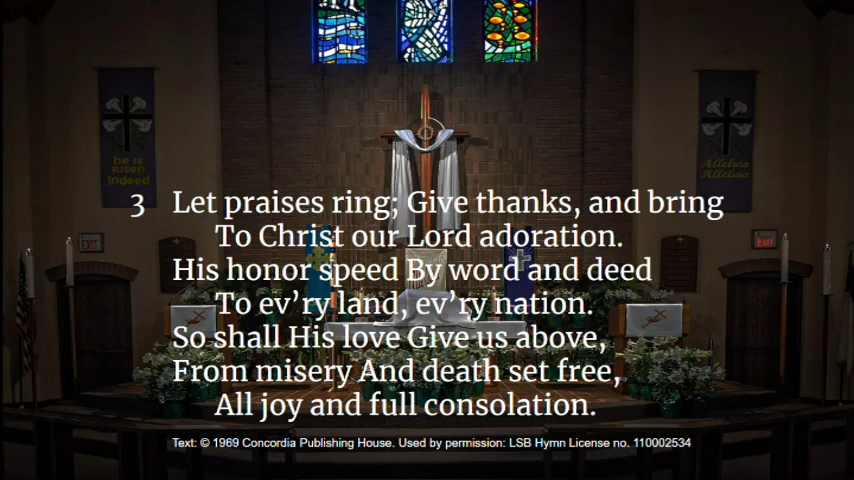 he is
risen
indeed
Alleluia
Alleluia
3 Let praises ring; Give thanks, and bring
To Christ our Lord adoration.
His honor speed By word and deed
To ev’ry land, ev’ry nation.
So shall His love Give us above,
From misery And death set free,
All joy and full consolation.
EXIT
EXIT
Text: © 1969 Concordia Publishing House. Used by permission: LSB Hymn License no. 110002534